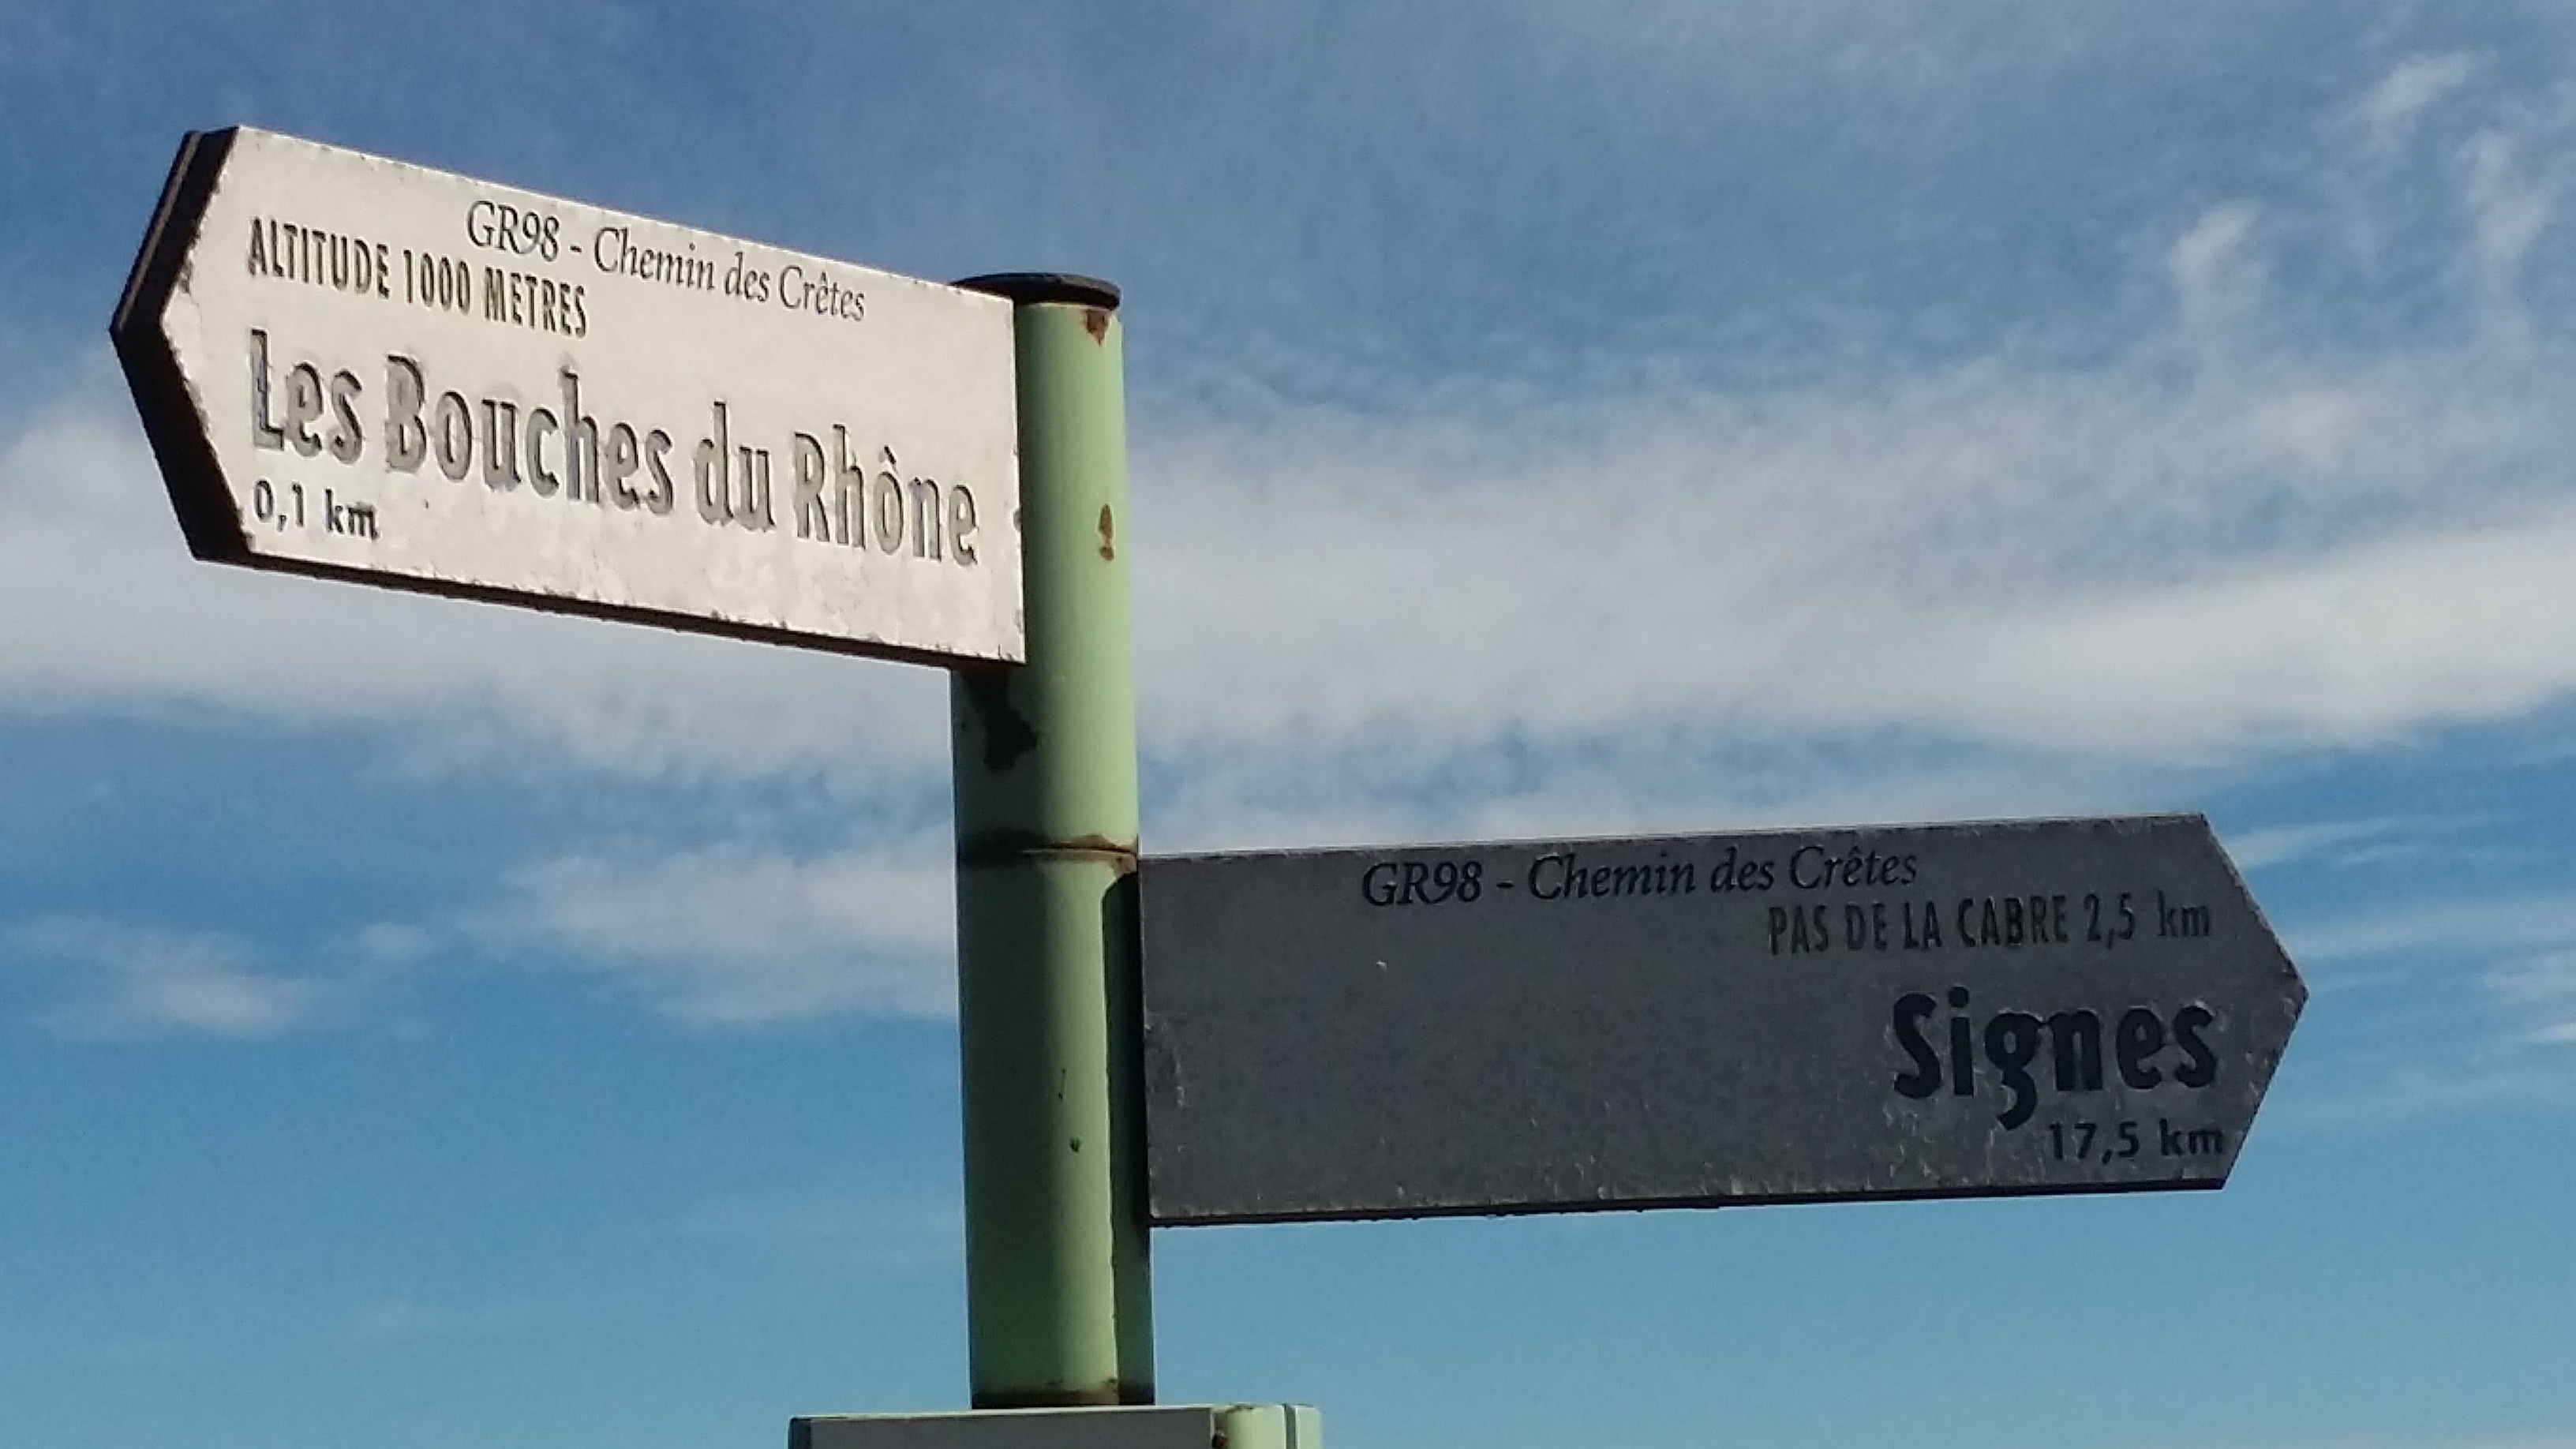 GR98 - Chemin des Crêtes
ALTITUDE 1000 METRES
Les Bouches du Rhône
0,1 km
GR98 - Chemin des Crêtes
PAS DE LA CABRE 2,5 km
Signes
17,5 km